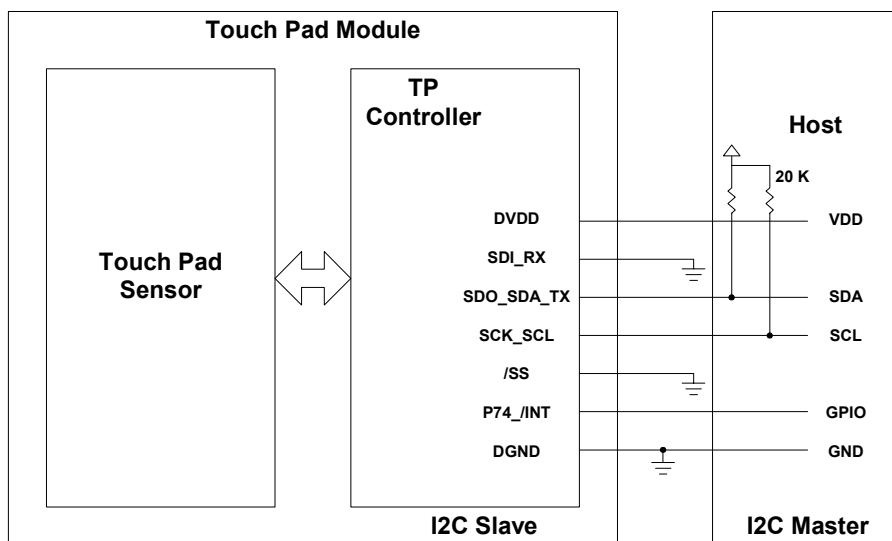 Touch Pad Module
TP
Controller
Host
20 K
Touch Pad
Sensor
DVDD
VDD
SDI_RX
SDO_SDA_TX
SDA
SCK_SCL
SCL
/SS
P74_/INT
GPIO
DGND
GND
I2C Slave
I2C Master